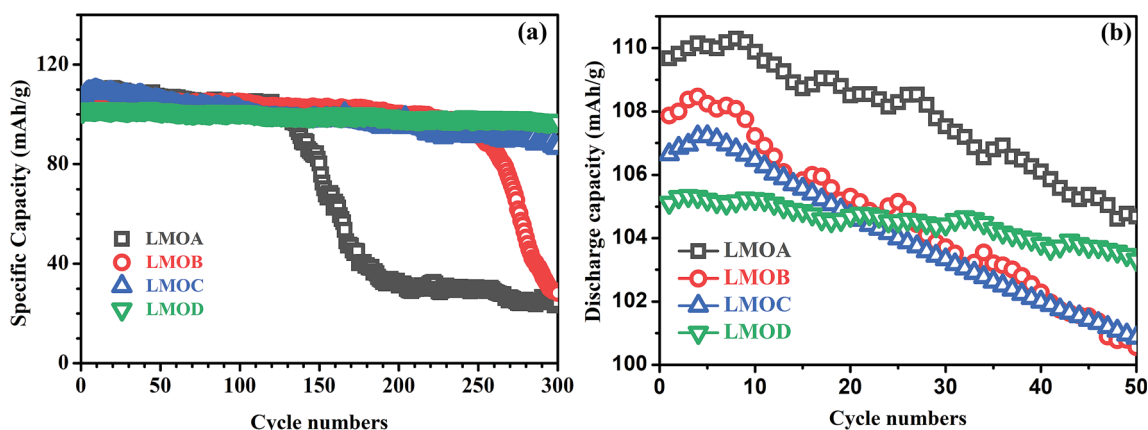 (a)
Specific Capacity (mAh/g)
120
80
40
0
LMOA
LMOB
LMOC
LMOD
0 50 100 150 200 250 300
Cycle numbers
(b)
Discharge capacity (mAh/g)
110
108
106
104
102
100
LMOA
LMOB
LMOC
LMOD
0 10 20 30 40 50
Cycle numbers